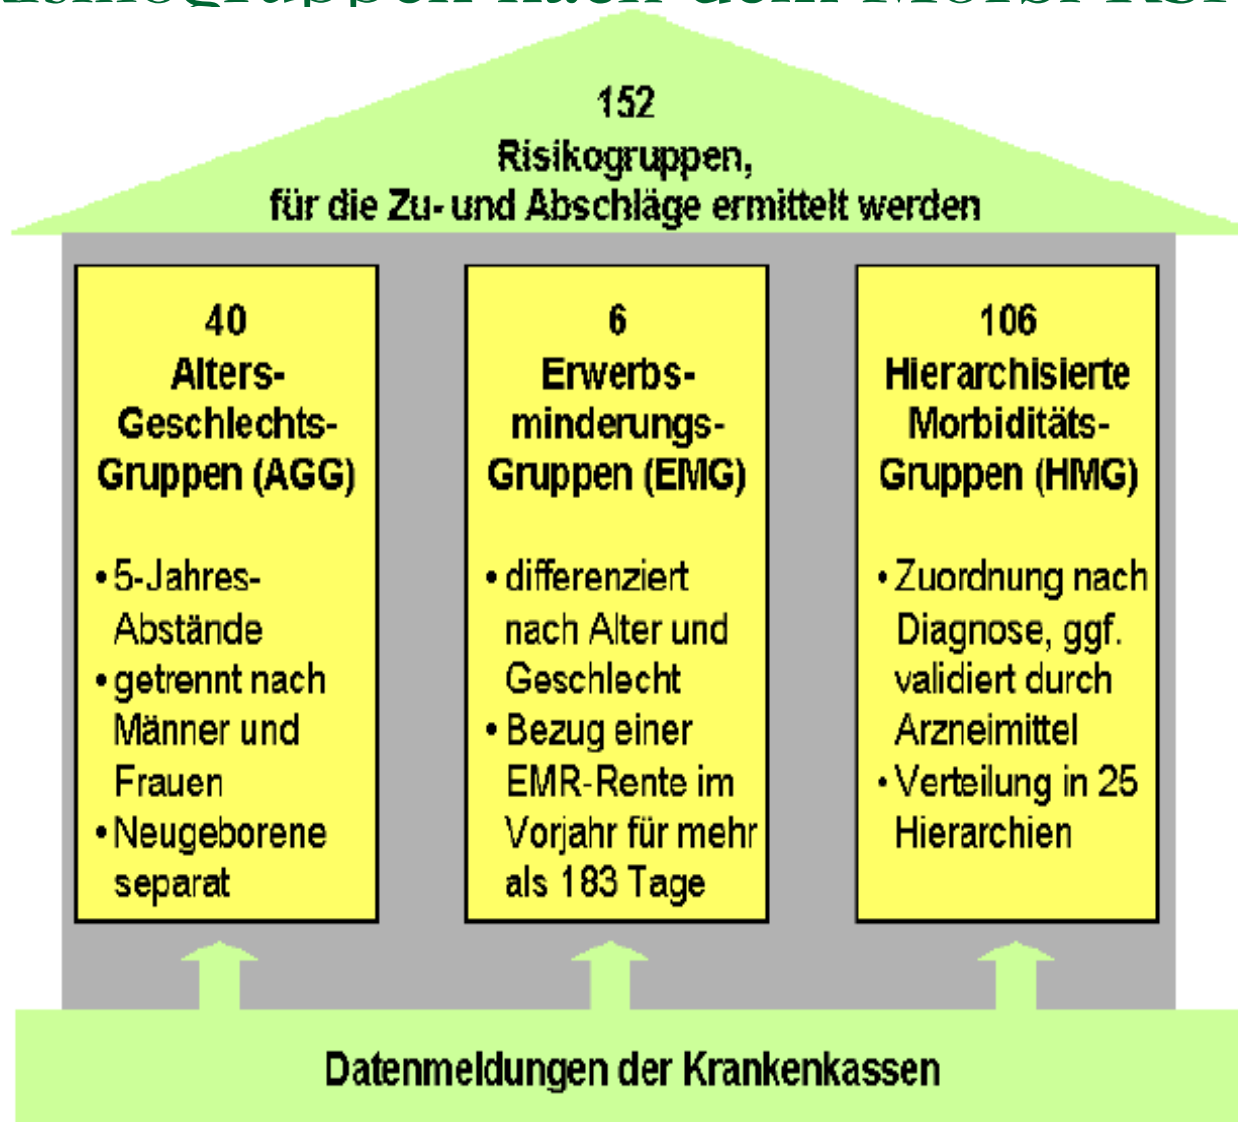 152
Risikogruppen,
für die Zu- und Abschläge ermittelt werden
40
Alters-
Geschlechts-
Gruppen (AGG)
• 5-Jahres-
Abstände
• getrennt nach
Männer und
Frauen
• Neugeborene
separat
6
Erwerbs-
minderungs-
Gruppen (EMG)
• differenziert
nach Alter und
Geschlecht
• Bezug einer
EMR-Rente im
Vorjahr für mehr
als 183 Tage
106
Hierarchisierte
Morbiditäts-
Gruppen (HMG)
• Zuordnung nach
Diagnose, ggf.
validiert durch
Arzneimittel
• Verteilung in 25
Hierarchien
Datenmeldungen der Krankenkassen